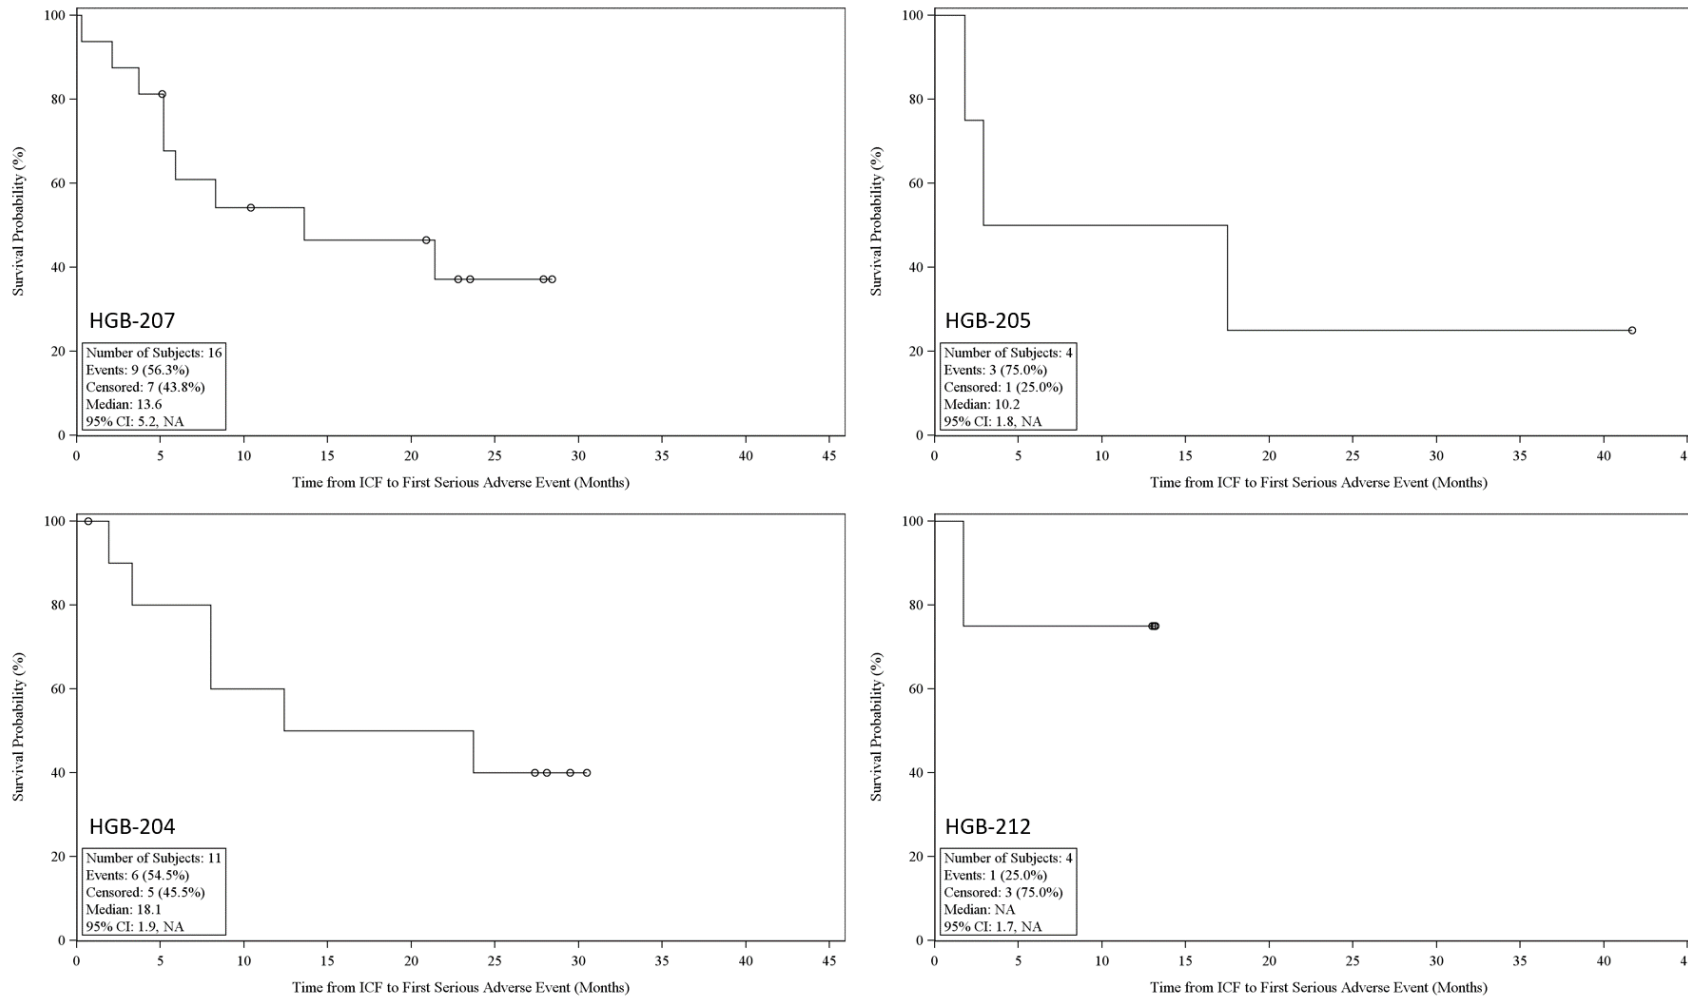 100
80
60
40
20
0
Survival Probability (%)
HGB-207
Number of Subjects: 16
Events: 9 (56.3%)
Censored: 7 (43.8%)
Median: 13.6
95% CI: 5.2, NA
0 5 10 15 20 25 30 35 40 45
Time from ICF to First Serious Adverse Event (Months)
100
80
60
40
20
0
Survival Probability (%)
HGB-205
Number of Subjects: 4
Events: 3 (75.0%)
Censored: 1 (25.0%)
Median: 10.2
95% CI: 1.8, NA
0 5 10 15 20 25 30 35 40
Time from ICF to First Serious Adverse Event (Months)
100
80
60
40
20
0
Survival Probability (%)
HGB-204
Number of Subjects: 11
Events: 6 (54.5%)
Censored: 5 (45.5%)
Median: 18.1
95% CI: 1.9, NA
0 5 10 15 20 25 30 35 40 45
Time from ICF to First Serious Adverse Event (Months)
100
80
60
40
20
0
Survival Probability (%)
HGB-212
Number of Subjects: 4
Events: 1 (25.0%)
Censored: 3 (75.0%)
Median: NA
95% CI: 1.7, NA
0 5 10 15 20 25 30 35 40
Time from ICF to First Serious Adverse Event (Months)